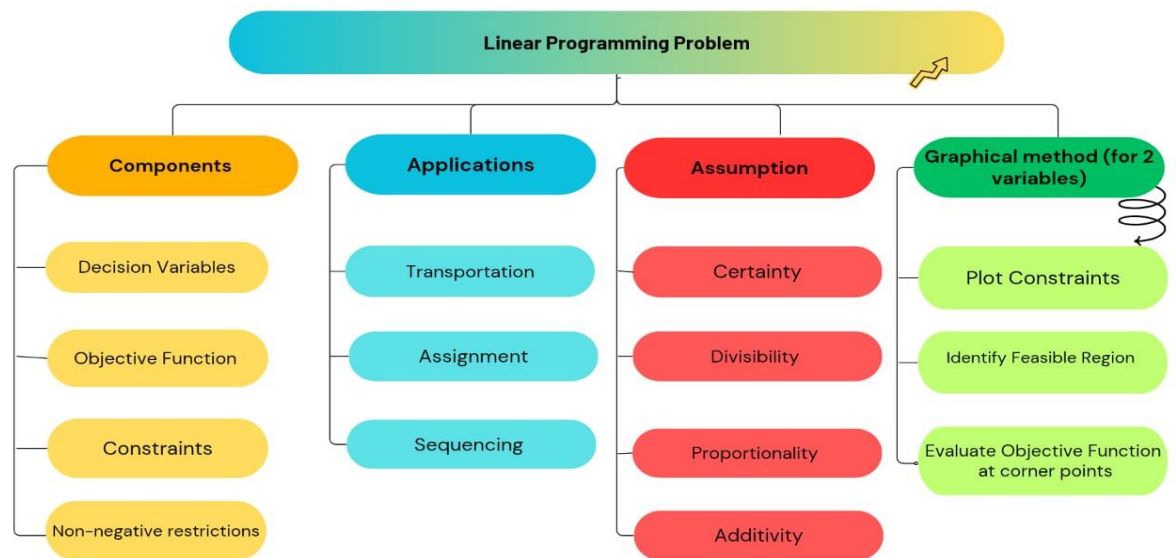 Linear Programming Problem
Components
Decision Variables
Objective Function
Constraints
Non-negative restrictions
Applications
Transportation
Assignment
Sequencing
Assumption
Certainty
Divisibility
Proportionality
Additivity
Graphical method (for 2
variables)
Plot Constraints
Identify Feasible Region
Evaluate Objective Function
at corner points